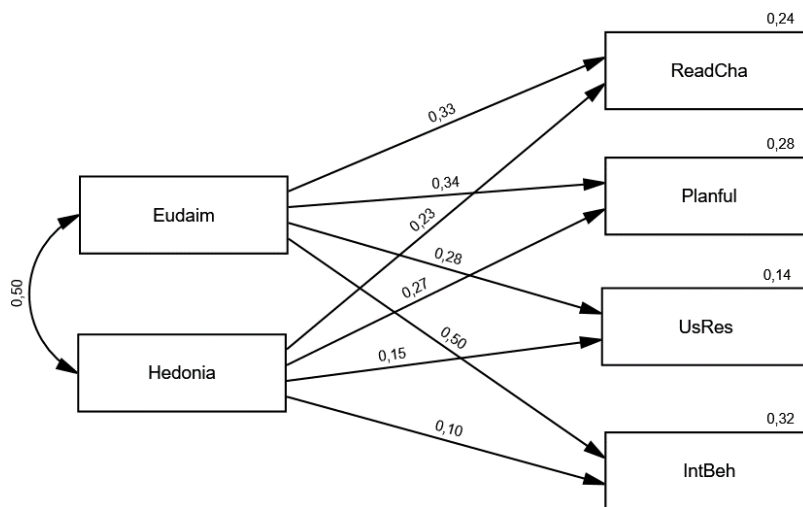 0,24
ReadCha
0,33
0,28
Eudaim
0,34
Planful
0,23
0,28
0,27
0,14
0,50
UsRes
0,50
Hedonia
0,15
0,10
0,32
IntBeh